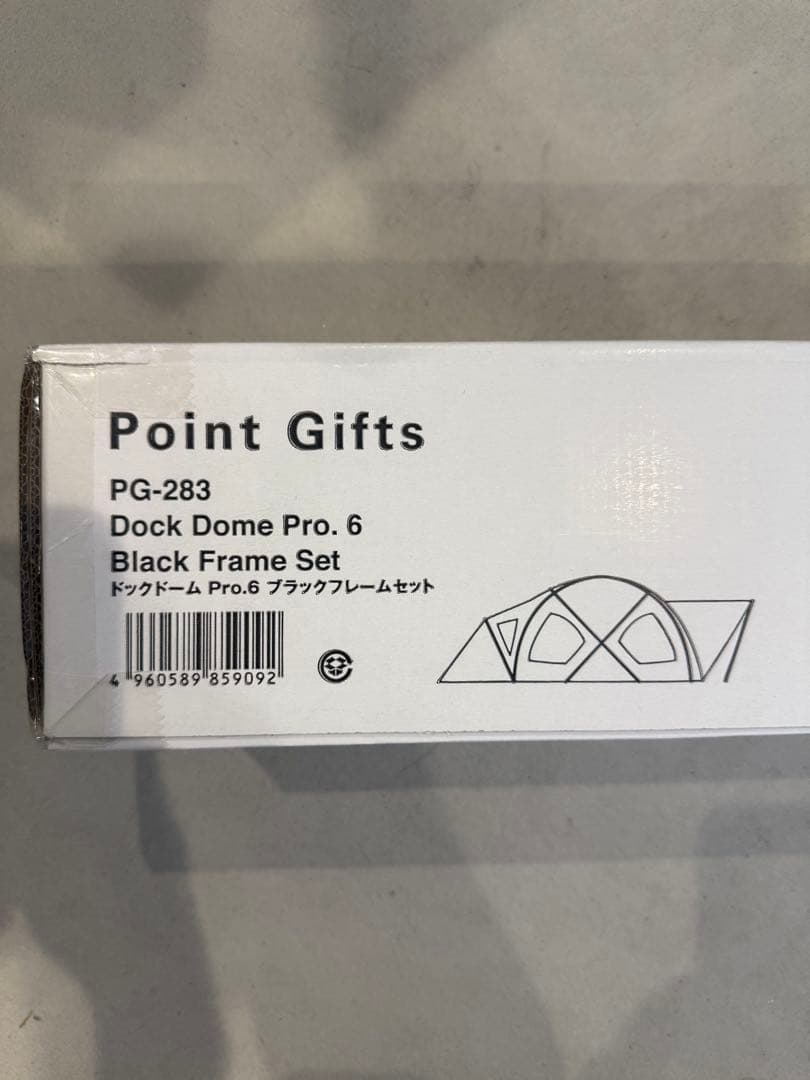 Point Gifts
PG-283
Dock Dome Pro. 6
Black Frame Set
ドックドーム Pro.6 ブラックフレームセット
4 960589 859092